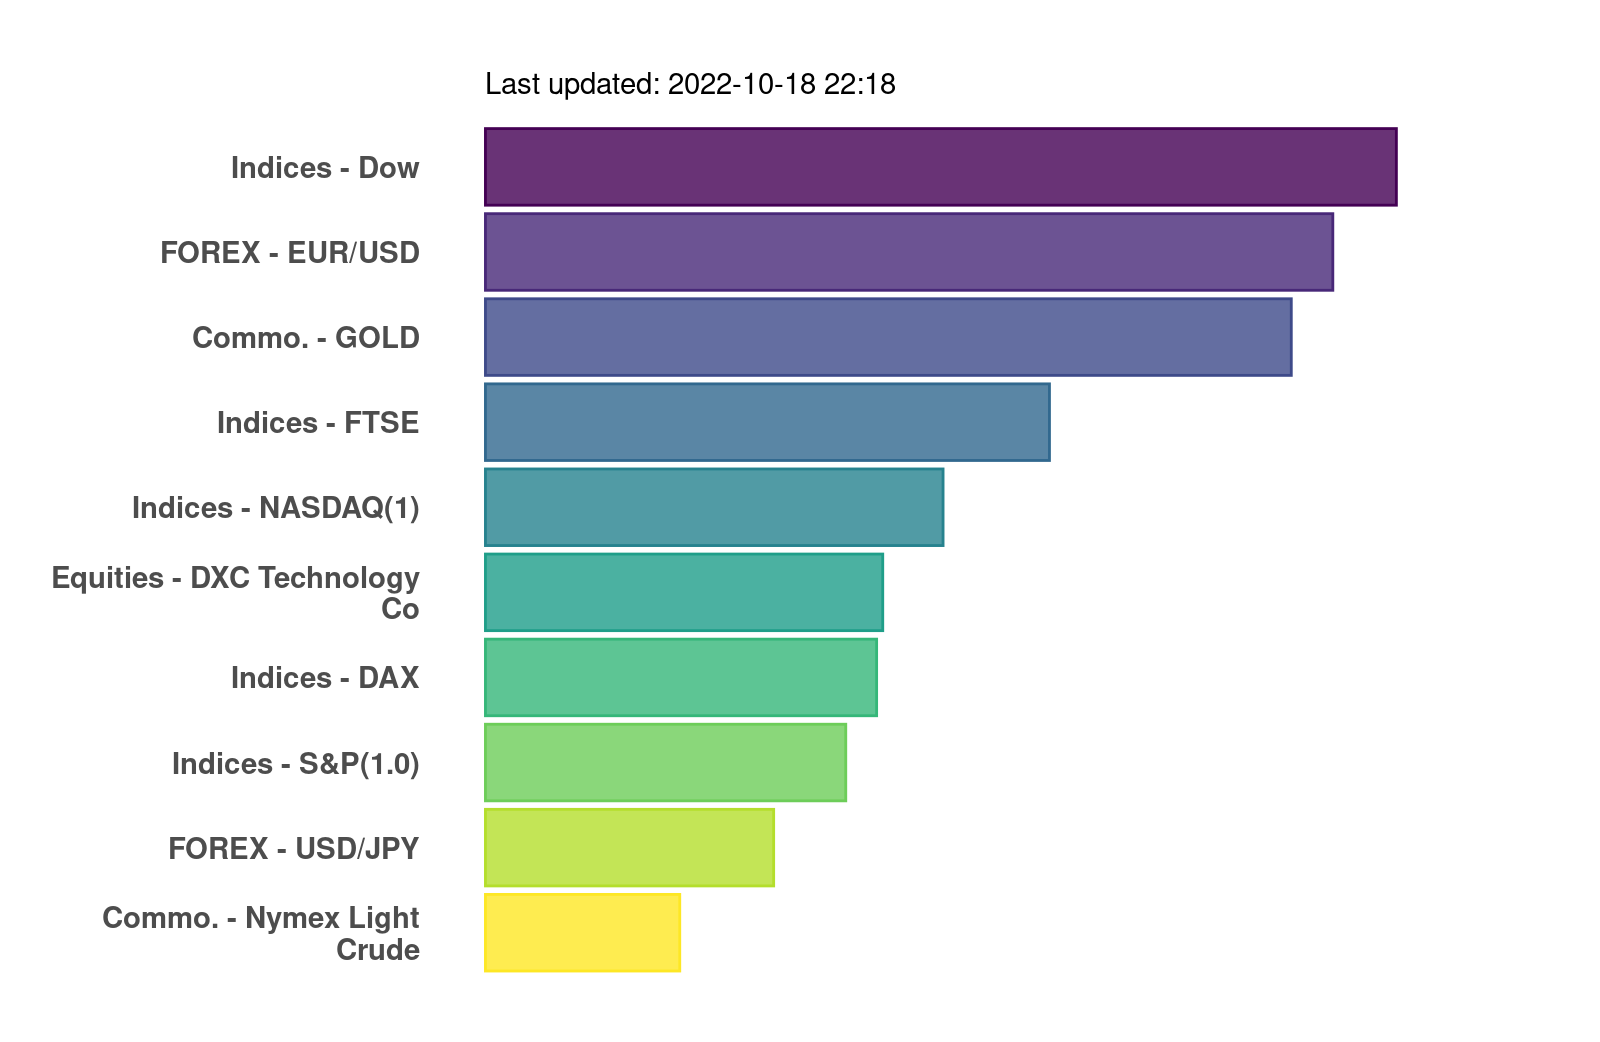 Last updated: 2022-10-18 22:18
Indices - Dow
FOREX - EUR/USD
Commo. - GOLD
Indices - FTSE
Indices - NASDAQ(1)
Equities - DXC Technology
Co
Indices - DAX
Indices - S&P(1.0)
FOREX - USD/JPY
Commo. - Nymex Light
Crude